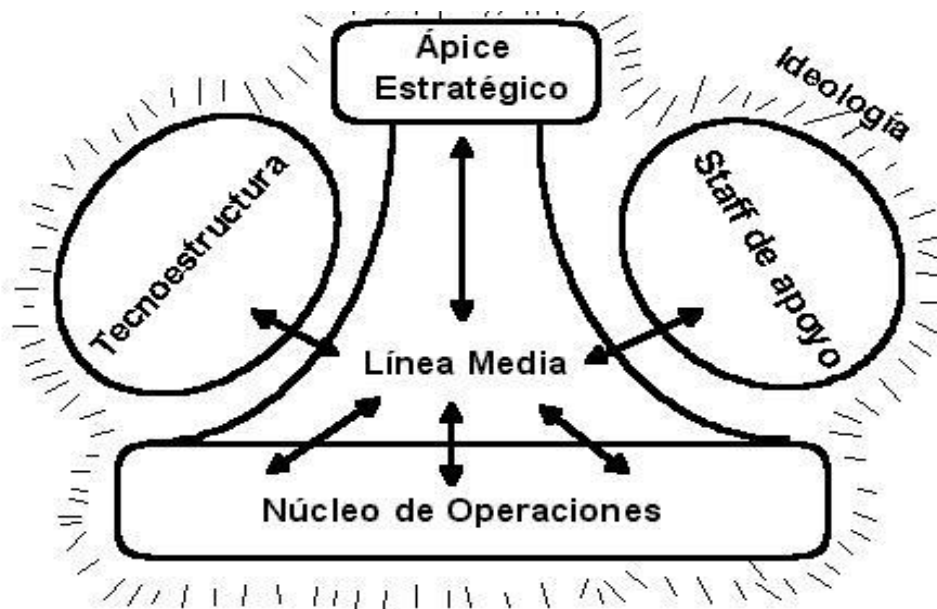 Ápice
Estratégico
Ideología
Tecnoestructura
Staff de apoyo
Línea Media
Núcleo de Operaciones